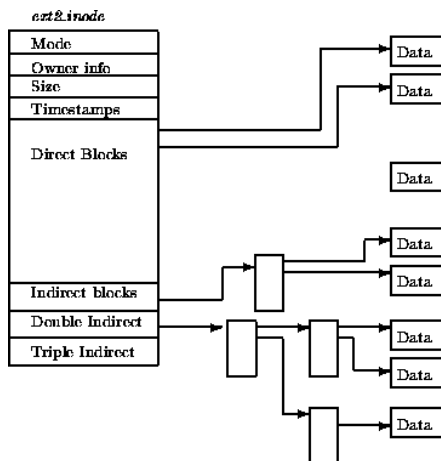 ext2_inode
Mode
Owner info
Size
Timestamps
Direct Blocks
Indirect blocks
Double Indirect
Triple Indirect
Data
Data
Data
Data
Data
Data
Data
Data